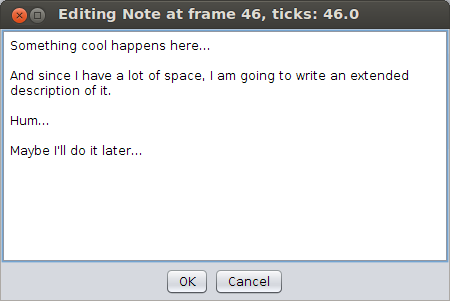 Editing Note at frame 46, ticks: 46.0
Something cool happens here...
And since I have a lot of space, I am going to write an extended
description of it.
Hum...
Maybe I'll do it later...
OK Cancel